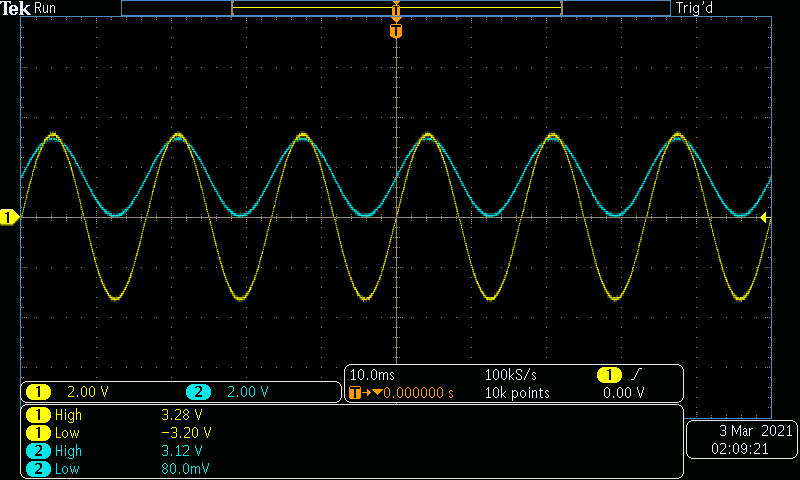 Tek Run Trig'd
T
T
1
1 2.00 V 2 2.00 V
10.0ms 100kS/s 1
T→▼0.000000 s 10k points 0.00 V
1 High 3.28 V
1 Low −3.20 V
2 High 3.12 V
2 Low 80.0mV
3 Mar 2021
02:09:21